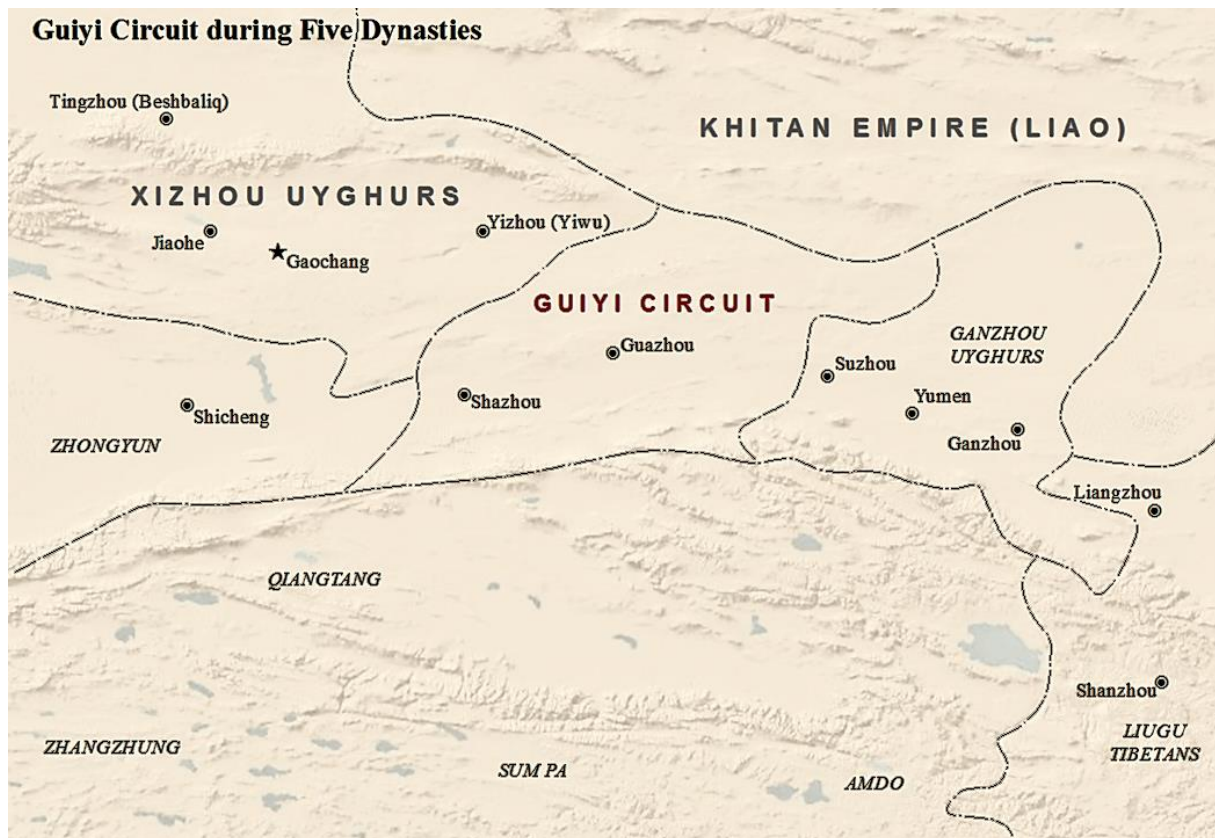 Guiyi Circuit during Five Dynasties
Tingzhou (Beshbaliq)
KHITAN EMPIRE (LIAO)
XIZHOU UYGHURS
Yizhou (Yiwu)
Jiaohe
Gaochang
GUIYI CIRCUIT
GANZHOU
UYGHURS
Guazhou
Suzhou
Shazhou
Yumen
Shicheng
Ganzhou
ZHONGYUN
Liangzhou
QIANGTANG
Shanzhou
ZHANGZHUNG
LIUGU
TIBETANS
SUM PA
AMDO